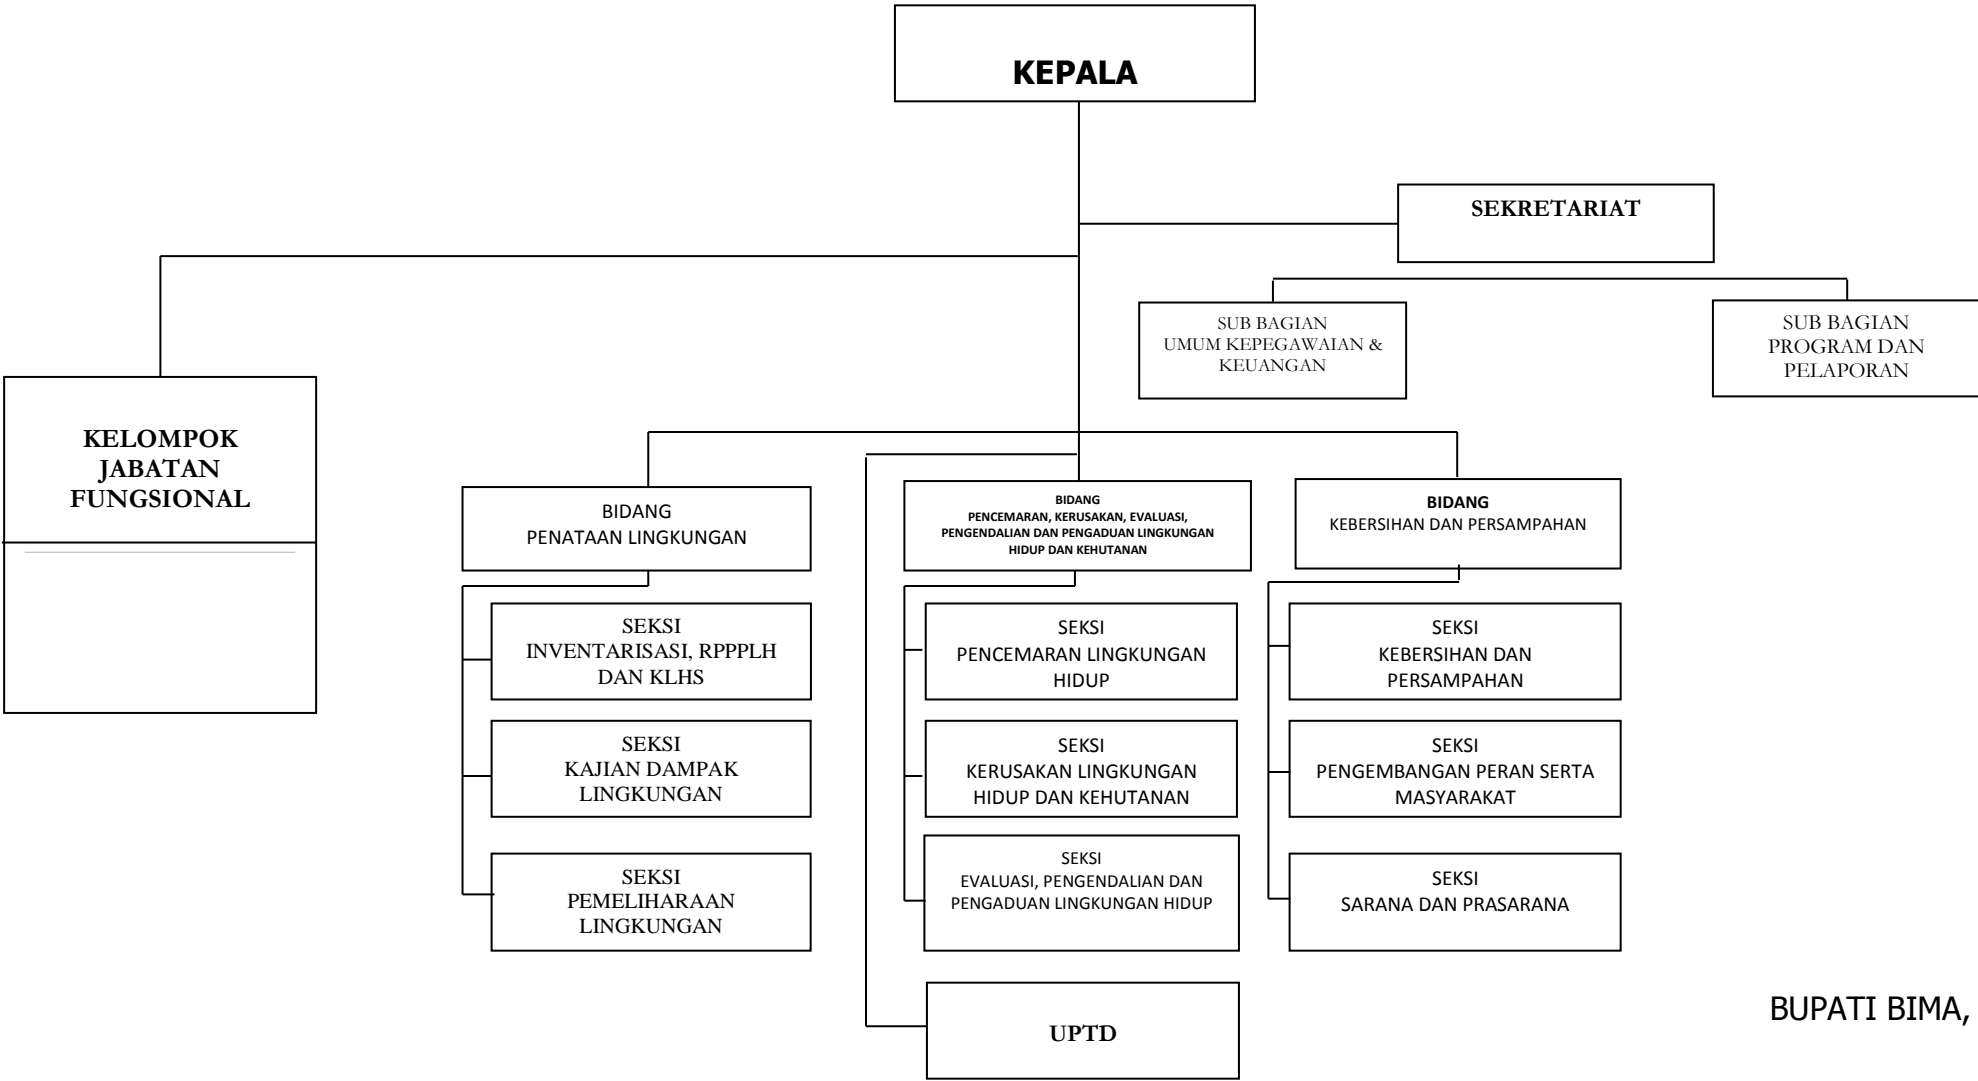 KEPALA
SEKRETARIAT
SUB BAGIAN
UMUM KEPEGAWAIAN &
KEUANGAN
SUB BAGIAN
PROGRAM DAN
PELAPORAN
KELOMPOK
JABATAN
FUNGSIONAL
BIDANG
PENATAAN LINGKUNGAN
BIDANG
PENCEMARAN, KERUSAKAN, EVALUASI,
PENGENDALIAN DAN PENGADUAN LINGKUNGAN
HIDUP DAN KEHUTANAN
BIDANG
KEBERSIHAN DAN PERSAMPAHAN
SEKSI
INVENTARISASI, RPPPLH
DAN KLHS
SEKSI
KAJIAN DAMPAK
LINGKUNGAN
SEKSI
PEMELIHARAAN
LINGKUNGAN
SEKSI
PENCEMARAN LINGKUNGAN
HIDUP
SEKSI
KERUSAKAN LINGKUNGAN
HIDUP DAN KEHUTANAN
SEKSI
EVALUASI, PENGENDALIAN DAN
PENGADUAN LINGKUNGAN HIDUP
SEKSI
KEBERSIHAN DAN
PERSAMPAHAN
SEKSI
PENGEMBANGAN PERAN SERTA
MASYARAKAT
SEKSI
SARANA DAN PRASARANA
UPTD
BUPATI BIMA,